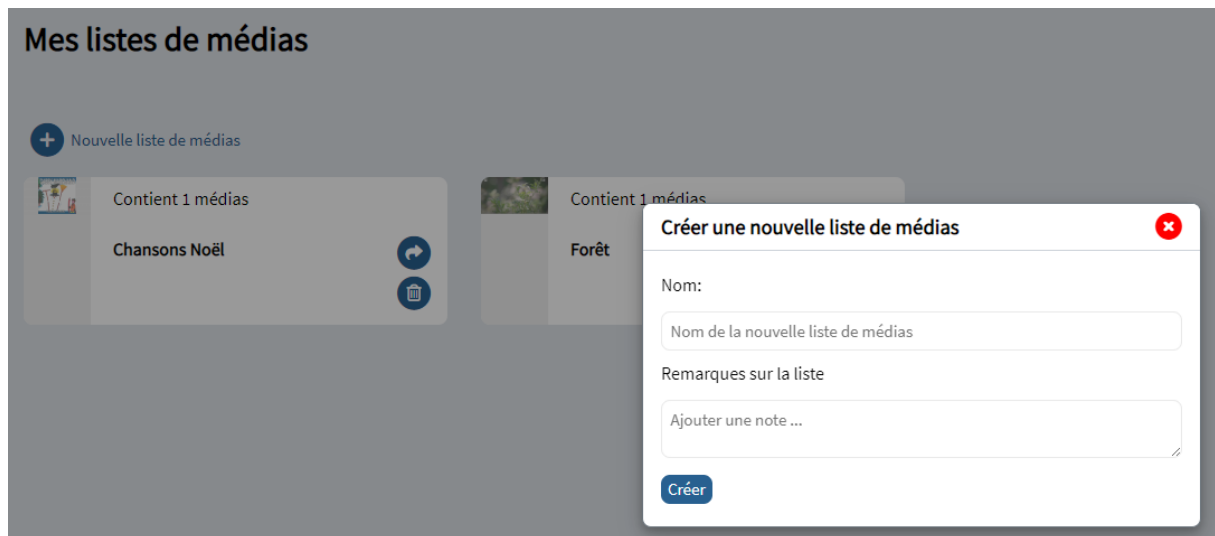 Mes listes de médias
Nouvelle liste de médias
Contient 1 médias
Chansons Noël
Contient 1 médias
Forêt
Créer une nouvelle liste de médias
Nom:
Nom de la nouvelle liste de médias
Remarques sur la liste
Ajouter une note ...
Créer